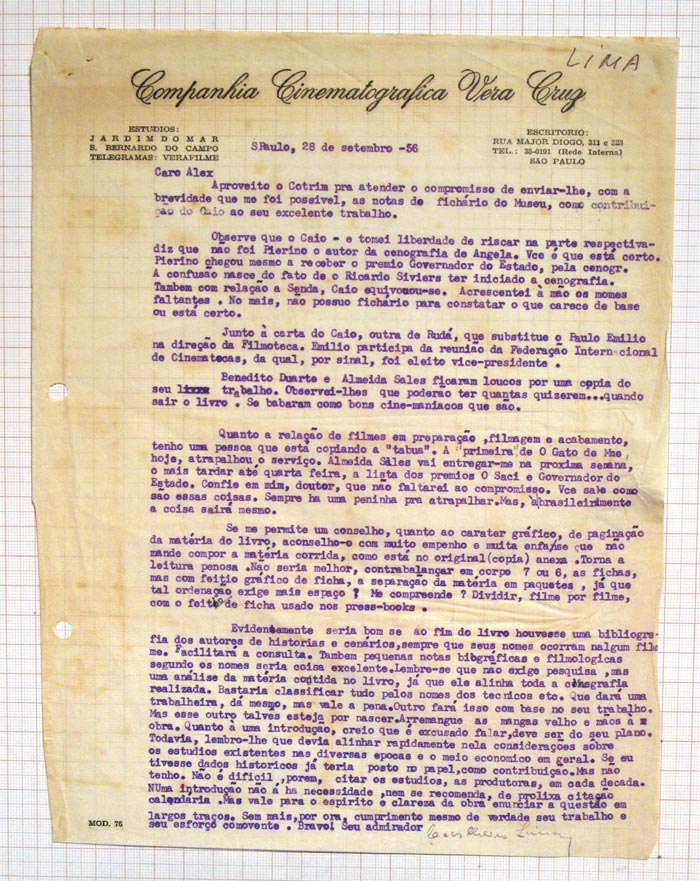 LIMA
Companhia Cinematografica Vera Cruz
ESTUDIOS:
JARDIM DO MAR
S. BERNARDO DO CAMPO
TELEGRAMAS: VERAFILME
ESCRITORIO:
RUA MAJOR DIOGO, 311 e 323
TEL.: 35-0191 (Rede Interna)
SÃO PAULO
SPaulo, 28 de setembro -56
Caro Alex
Aproveito o Cotrim pra atender o compromisso de enviar-lhe, com a
brevidade que me foi possivel, as notas de fichário do Museu, como contribui-
ção do Caio ao seu excelente trabalho.
Observe que o Caio - e tomei liberdade de riscar na parte respectiva-
diz que não foi Pierino o autor da cenografia de Angela. Vce é que está certo.
Pierino chegou mesmo a receber o premio Governador do Estado, pela cenogr.
A confusão nasce do fato de o Ricardo Siviers ter iniciado a cenografia.
Tambem com relação a Senda, Caio equivocou-se. Acrescentei à mão os nomes
faltantes . No mais, não possuo fichário para constatar o que carece de base
ou está certo.
Junto à carta do Caio, outra de Rudá, que substitue o Paulo Emilio
na direção da Filmoteca. Emilio participa da reunião da Federação Internacional
de Cinematecas, da qual, por sinal, foi eleito vice-presidente .
Benedito Duarte e Almeida Sales ficaram loucos por uma copia do
seu trabalho. Observei-lhes que poderão ter quantas quizerem...quando
sair o livro . Se babaram como bons cine-maniacos que são.
Quanto a relação de filmes em preparação ,filmagem e acabamento,
tenho uma pessoa que está copiando a "tabua". A "primeira" de O Gato de Mme
hoje, atrapalhou o serviço. Almeida Sales vai entregar-me na proxima semana,
o mais tardar até quarta feira, a lista dos premios O Saci e Governador do
Estado. Confie em mim, doutor, que não faltarei ao compromisso. Vce sabe como
são essas coisas. Sempre ha uma peninha pra atrapalhar.Mas, abrasileiramente
a coisa sairá mesmo.
Se me permite um conselho, quanto ao carater gráfico, de paginação
da matéria do livro, aconselho-o com muito empenho e muita enfase que não
mande compor a matéria corrida, como está no original(copia) anexa .Torna a
leitura penosa .Não seria melhor, contrabalançar em corpo 7 ou 6, as fichas,
mas com feitio gráfico de ficha, a separação da matéria em paquetes , já que
tal ordenação exige mais espaço ? Me compreende ? Dividir, filme por filme,
com o feitio de ficha usado nos press-books .
Evidentemente seria bom se ao fim do livro houvesse uma bibliogra-
fia dos autores de historias e cenários,sempre que seus nomes ocorram nalgum fil
me. Facilitará a consulta. Tambem pequenas notas biográficas e filmologicas
segundo os nomes seria coisa excelente.Lembre-se que não exige pesquisa ,mas
uma análise da matéria contida no livro, já que ele alinha toda a
realizada. Bastaria classificar tudo pelos nomes dos tecnicos etc. Que dará uma
trabalheira, dá mesmo, mas vale a pena.Outro fará isso com base no seu trabalho.
Mas esse outro talvés esteja por nascer.Arremangue as mangas velho e mãos à
obra. Quanto à uma introdução, creio que é excusado falar,deve ser do seu plano.
Todavia, lembro-lhe que devia alinhar rapidamente nela considerações sobre
os estudios existentes nas diversas epocas e o meio economico em geral. Se eu
tivesse dados historicos já teria posto no papel,como contribuição.Mas não
tenho. Não é dificil ,porem, citar os estudios, as produtoras, em cada decada.
NUma introdução não á ha necessidade ,nem se recomenda, de prolixa citação
calendária .Mas vale para o espirito e clareza da obra enunciar a questão em
largos traços. Sem mais,por ora, cumprimento mesmo de verdade seu trabalho e
seu esforço comovente . Bravo! Seu admirador
MOD. 76